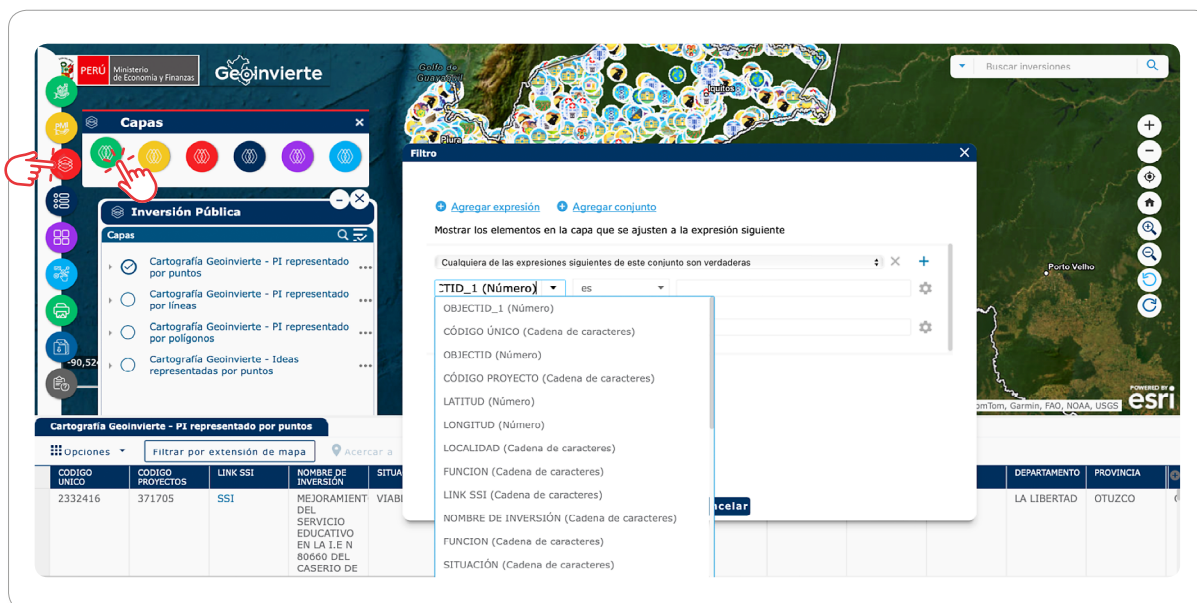 PERÚ
Ministerio
de Economía y Finanzas
Geoinvierte
Golfo de
Guayaquil
Iquitos
Piura
Buscar inversiones
PMI
Capas
Inversión Pública
Capas
Cartografía Geoinvierte - PI representado
por puntos
Cartografía Geoinvierte - PI representado
por líneas
Cartografía Geoinvierte - PI representado
por polígonos
Cartografía Geoinvierte - Ideas
representadas por puntos
-90,52
Filtro
Agregar expresión
Agregar conjunto
Mostrar los elementos en la capa que se ajusten a la expresión siguiente
Cualquiera de las expresiones siguientes de este conjunto son verdaderas
CTID_1 (Número)
es
OBJECTID_1 (Número)
CÓDIGO ÚNICO (Cadena de caracteres)
OBJECTID (Número)
CÓDIGO PROYECTO (Cadena de caracteres)
LATITUD (Número)
LONGITUD (Número)
LOCALIDAD (Cadena de caracteres)
FUNCION (Cadena de caracteres)
LINK SSI (Cadena de caracteres)
NOMBRE DE INVERSIÓN (Cadena de caracteres)
FUNCION (Cadena de caracteres)
SITUACIÓN (Cadena de caracteres)
ncelar
Porto Velho
POWERED BY
esri
omTom, Garmin, FAO, NOAA, USGS
Cartografía Geoinvierte - PI representado por puntos
Opciones
Filtrar por extensión de mapa
Acercar a
CODIGO
UNICO
CODIGO
PROYECTOS
LINK SSI
NOMBRE DE
INVERSIÓN
SITUA
DEPARTAMENTO
PROVINCIA
2332416
371705
SSI
MEJORAMIENT
DEL
SERVICIO
EDUCATIVO
EN LA I.E N
80660 DEL
CASERIO DE
VIABL
LA LIBERTAD
OTUZCO